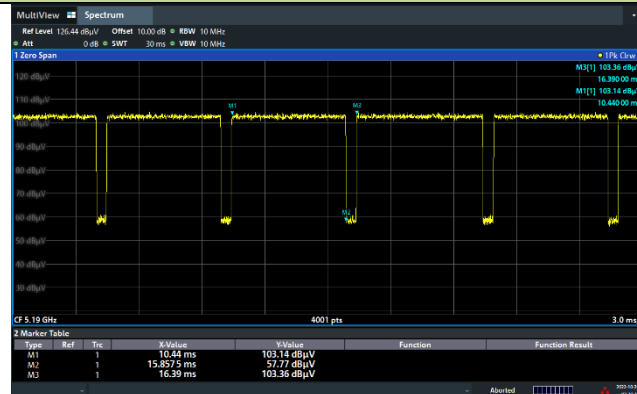 MultiView Spectrum
Ref Level 126.44 dBµV Offset 10.00 dB RBW 10 MHz
Att 0 dB SWT 30 ms VBW 10 MHz
1 Zero Span 1Pk Clrw
M3[1] 103.36 dBµV
16.39000 m
M1[1] 103.14 dBµV
10.44000 m
120 dBµV
110 dBµV
M1 M3
100 dBµV
90 dBµV
80 dBµV
70 dBµV
60 dBµV
M2
50 dBµV
40 dBµV
30 dBµV
CF 5.19 GHz 4001 pts 3.0 ms
2 Marker Table
Type Ref Trc X-Value Y-Value Function Function Result
M1 1 10.44 ms 103.14 dBµV
M2 1 15.8575 ms 57.77 dBµV
M3 1 16.39 ms 103.36 dBµV
Aborted